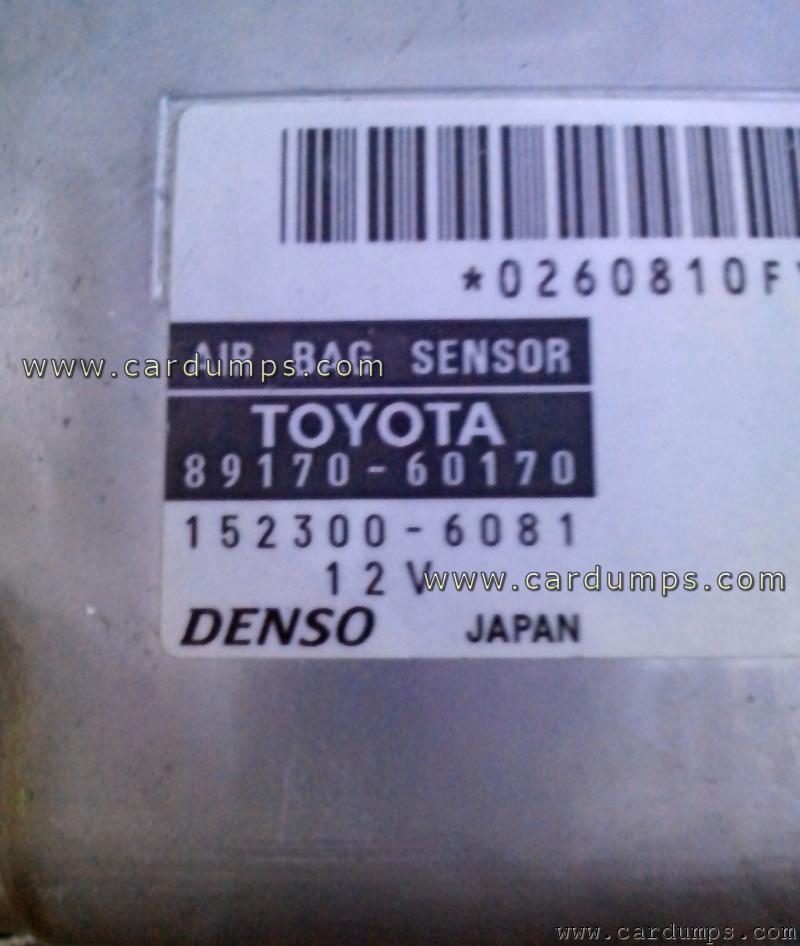 *0260810F
AIR BAG SENSOR
www.cardumps.com
TOYOTA
89170-60170
152300-6081
12V
www.cardumps.com
DENSO JAPAN
www.cardumps.com